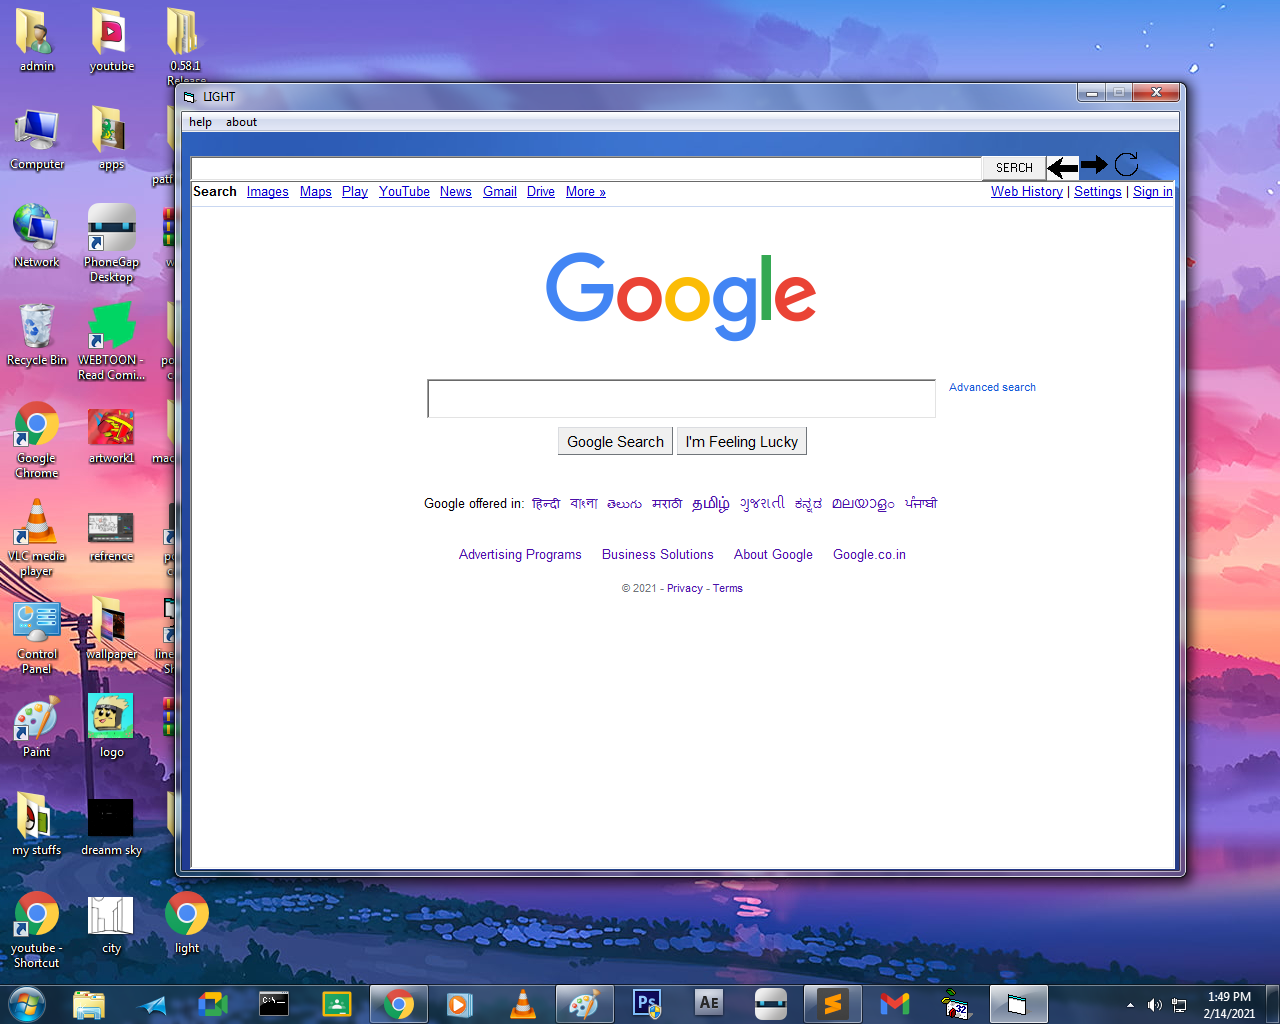 admin
youtube
0.58.1
Release
LIGHT
help about
Computer
apps
SERCH
Search Images Maps Play YouTube News Gmail Drive More »
Web History | Settings | Sign in
Network
PhoneGap
Desktop
Google
Advanced search
Recycle Bin
WEBTOON -
Read Comi...
Google Search I'm Feeling Lucky
Google
Chrome
artwork1
Google offered in: हिन्दी বাংলা తెలుగు मराठी தமிழ் ગુજરાતી ಕನ್ನಡ മലയാളം ਪੰਜਾਬੀ
VLC media
player
refrence
Advertising Programs Business Solutions About Google Google.co.in
© 2021 - Privacy - Terms
Control
Panel
wallpaper
Paint
logo
my stuffs
dreanm sky
youtube -
Shortcut
city
light
C:\>_
Ps
Ae
32
1:49 PM
2/14/2021